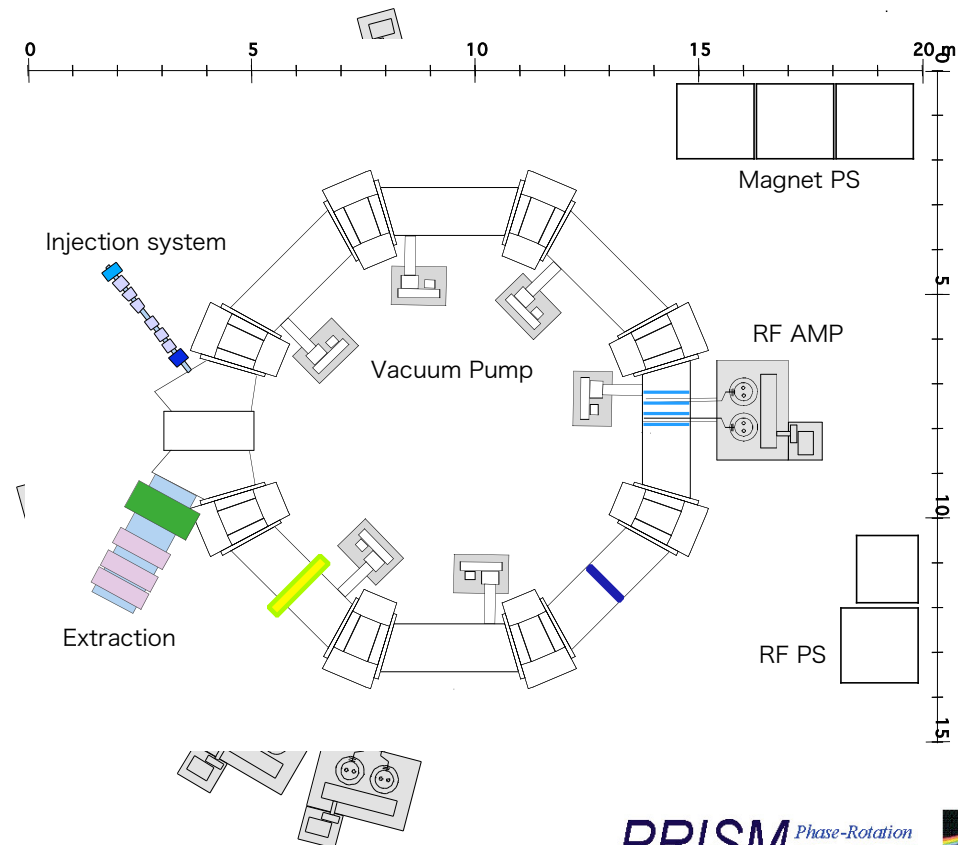 0 5 10 15 20 m
0
Magnet PS
Injection system
5
RF AMP
Vacuum Pump
10
Extraction
RF PS
15
PRISM Phase-Rotation